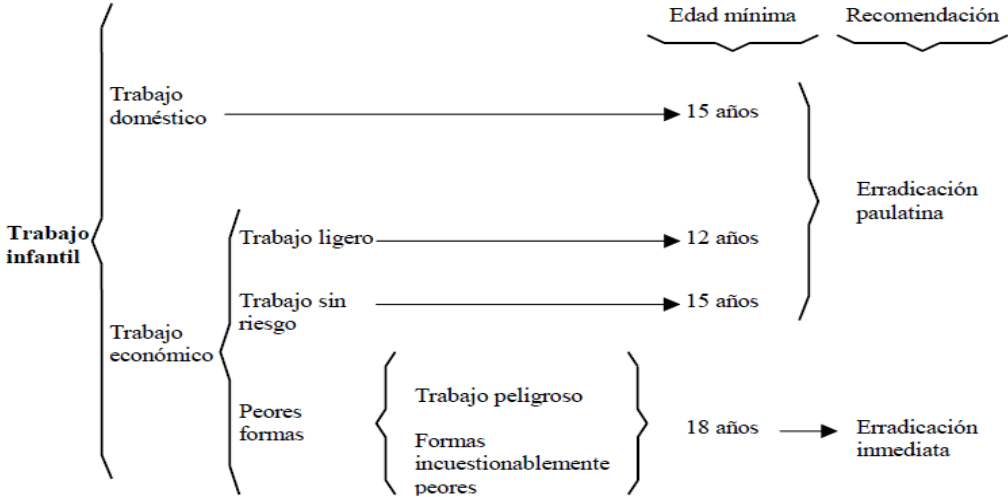 Edad mínima
Recomendación
Trabajo
doméstico
15 años
Erradicación
paulatina
Trabajo
infantil
Trabajo ligero
12 años
Trabajo sin
riesgo
15 años
Trabajo
económico
Peores
formas
Trabajo peligroso
Formas
incuestionablemente
peores
18 años
Erradicación
inmediata